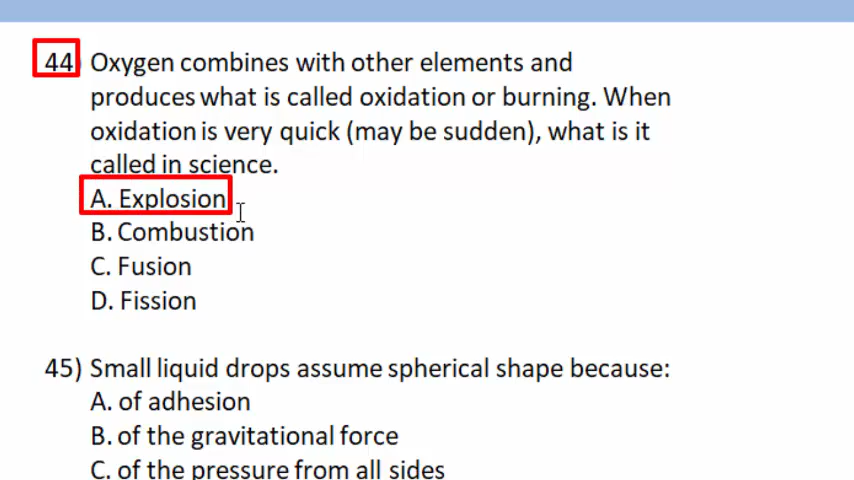 44) Oxygen combines with other elements and
produces what is called oxidation or burning. When
oxidation is very quick (may be sudden), what is it
called in science.
A. Explosion
B. Combustion
C. Fusion
D. Fission
45) Small liquid drops assume spherical shape because:
A. of adhesion
B. of the gravitational force
C. of the pressure from all sides